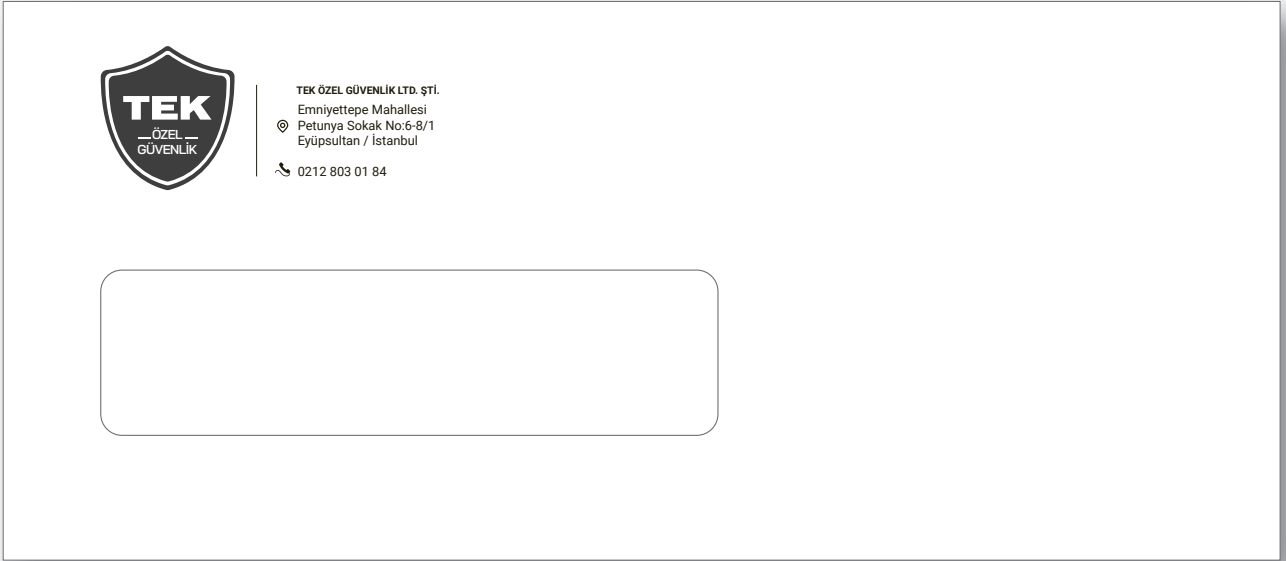 TEK
ÖZEL
GÜVENLİK
TEK ÖZEL GÜVENLİK LTD. ŞTİ.
Emniyettepe Mahallesi
Petunya Sokak No:6-8/1
Eyüpsultan / İstanbul
0212 803 01 84